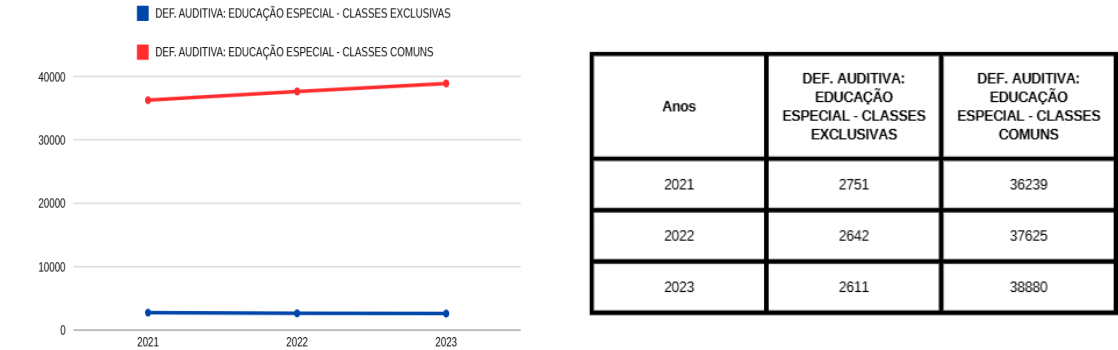 DEF. AUDITIVA: EDUCAÇÃO ESPECIAL - CLASSES EXCLUSIVAS
DEF. AUDITIVA: EDUCAÇÃO ESPECIAL - CLASSES COMUNS
40000
30000
20000
10000
0
2021
2022
2023
Anos
DEF. AUDITIVA:
EDUCAÇÃO
ESPECIAL - CLASSES
EXCLUSIVAS
DEF. AUDITIVA:
EDUCAÇÃO
ESPECIAL - CLASSES
COMUNS
2021
2751
36239
2022
2642
37625
2023
2611
38880